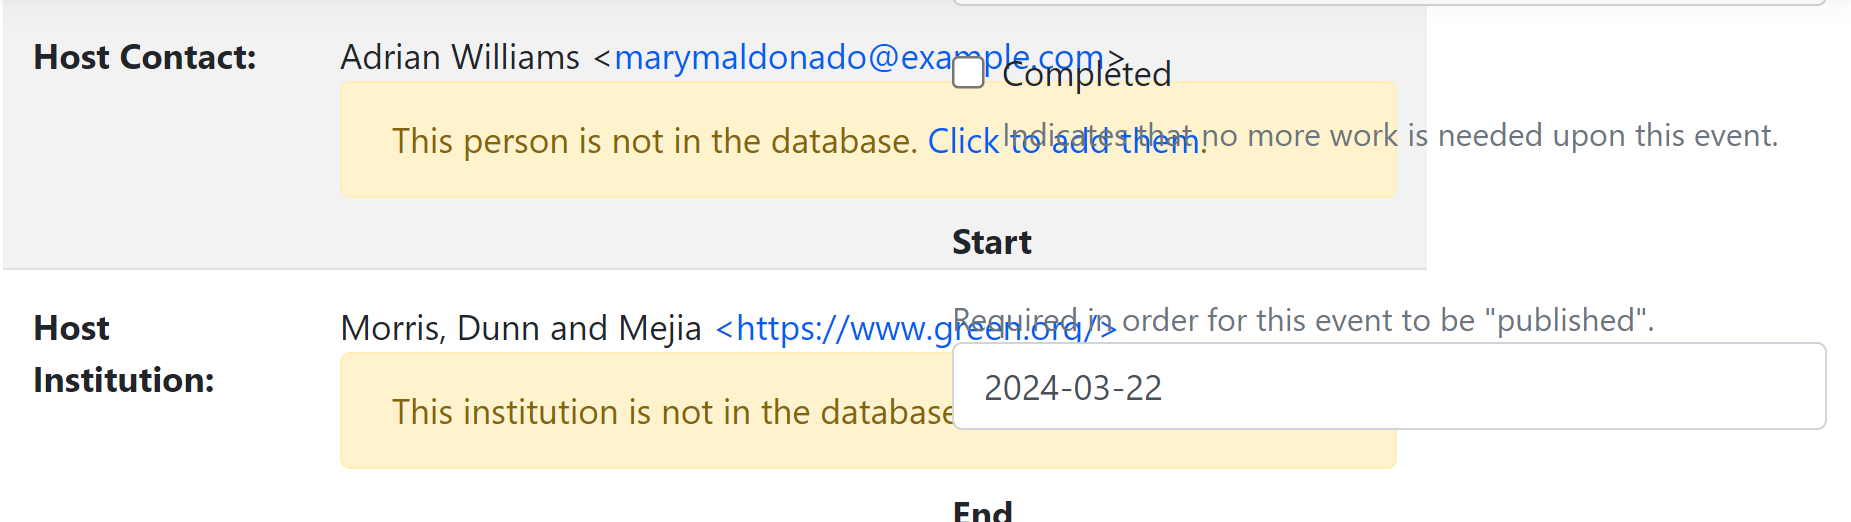 Host Contact:
Adrian Williams <marymaldonado@example.com>
This person is not in the database. Click to add them.
Host
Institution:
Morris, Dunn and Mejia <https://www.green.org/>
This institution is not in the database
Completed
Indicates that no more work is needed upon this event.
Start
Required in order for this event to be "published".
2024-03-22
End